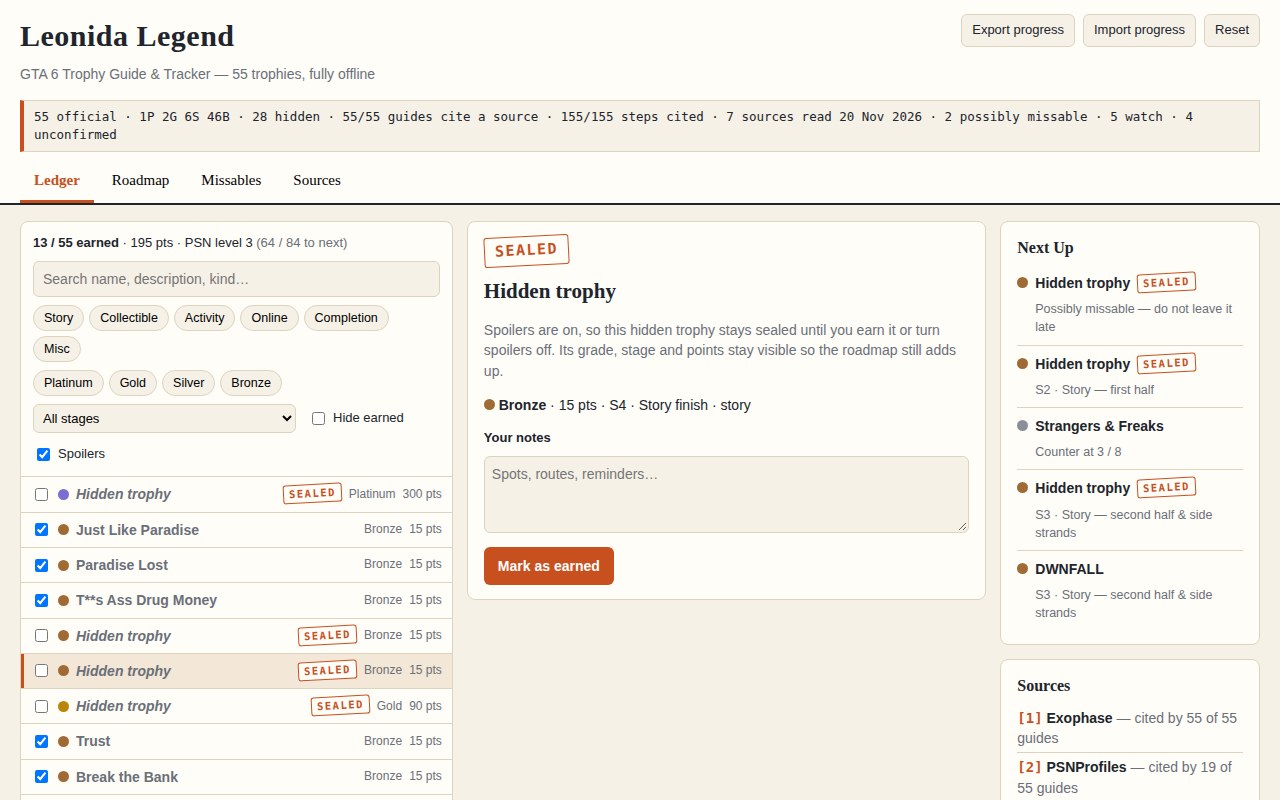 Leonida Legend
Export progress
Import progress
Reset
GTA 6 Trophy Guide & Tracker — 55 trophies, fully offline
55 official · 1P 2G 6S 46B · 28 hidden · 55/55 guides cite a source · 155/155 steps cited · 7 sources read 20 Nov 2026 · 2 possibly missable · 5 watch · 4
unconfirmed
Ledger
Roadmap
Missables
Sources
13 / 55 earned · 195 pts · PSN level 3 (64 / 84 to next)
Search name, description, kind…
Story
Collectible
Activity
Online
Completion
Misc
Platinum
Gold
Silver
Bronze
All stages
Hide earned
Spoilers
Hidden trophy SEALED Platinum 300 pts
Just Like Paradise Bronze 15 pts
Paradise Lost Bronze 15 pts
T**s Ass Drug Money Bronze 15 pts
Hidden trophy SEALED Bronze 15 pts
Hidden trophy SEALED Bronze 15 pts
Hidden trophy SEALED Gold 90 pts
Trust Bronze 15 pts
Break the Bank Bronze 15 pts
SEALED
Hidden trophy
Spoilers are on, so this hidden trophy stays sealed until you earn it or turn
spoilers off. Its grade, stage and points stay visible so the roadmap still adds
up.
Bronze · 15 pts · S4 · Story finish · story
Your notes
Spots, routes, reminders…
Mark as earned
Next Up
Hidden trophy SEALED
Possibly missable — do not leave it
late
Hidden trophy SEALED
S2 · Story — first half
Strangers & Freaks
Counter at 3 / 8
Hidden trophy SEALED
S3 · Story — second half & side
strands
DWNFALL
S3 · Story — second half & side
strands
Sources
[1] Exophase — cited by 55 of 55
guides
[2] PSNProfiles — cited by 19 of
55 guides